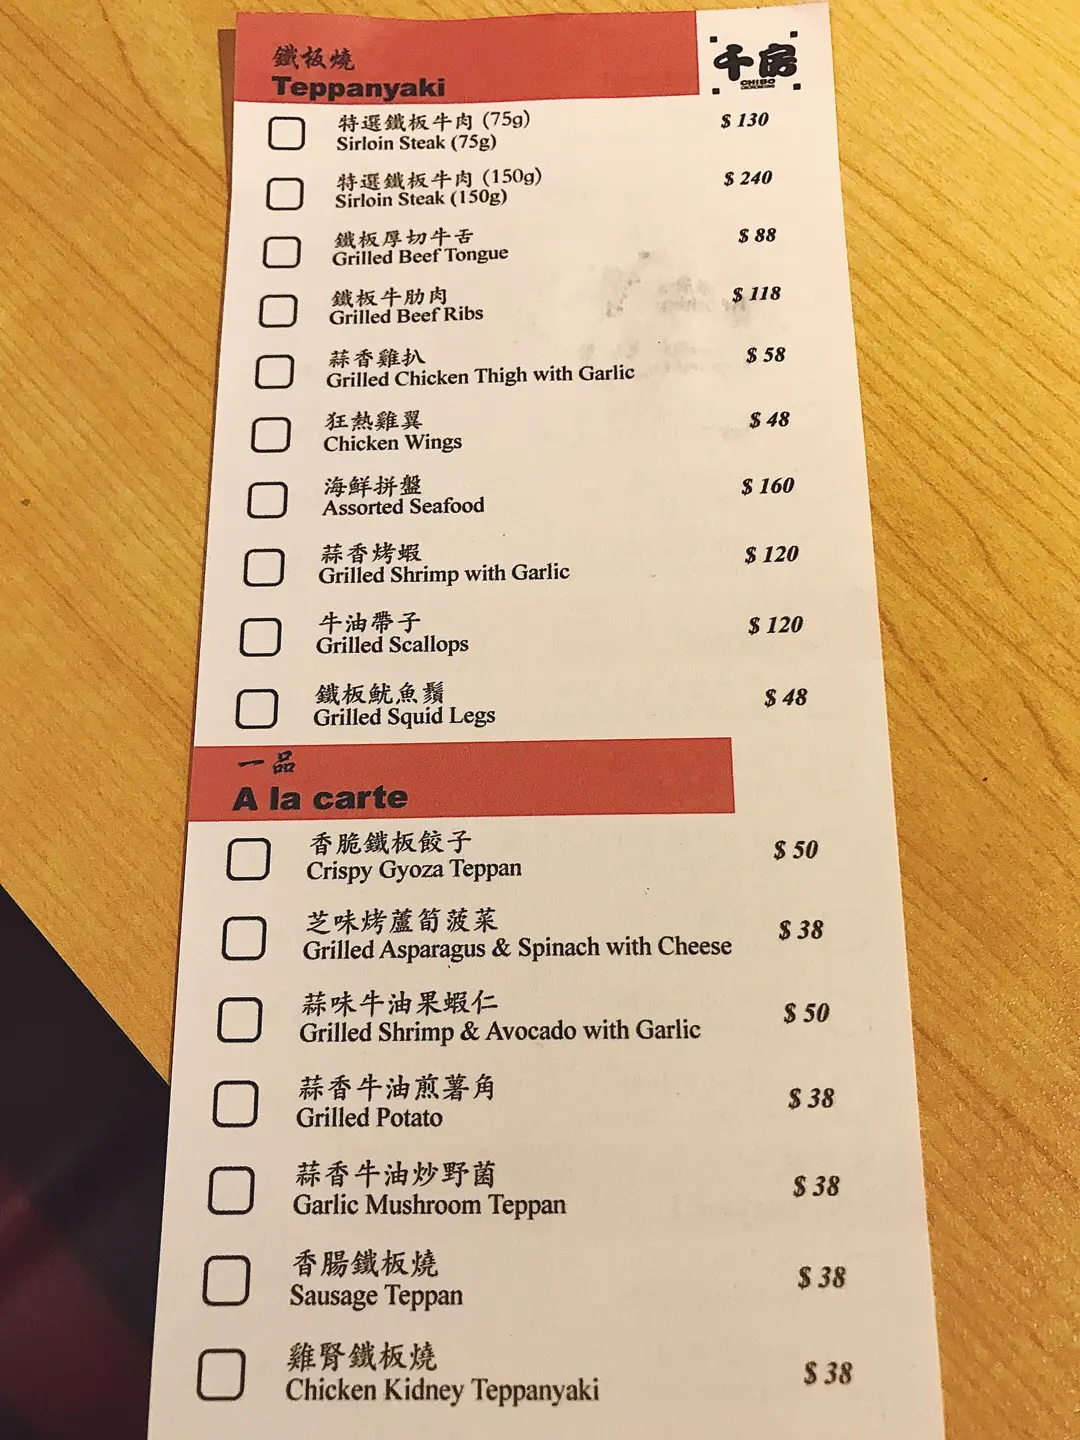 鐵板燒
Teppanyaki
千房
CHIBO
特選鐵板牛肉 (75g)
$ 130
Sirloin Steak (75g)
特選鐵板牛肉 (150g)
$ 240
Sirloin Steak (150g)
鐵板厚切牛舌
$ 88
Grilled Beef Tongue
鐵板牛肋肉
$ 118
Grilled Beef Ribs
蒜香雞扒
$ 58
Grilled Chicken Thigh with Garlic
狂熱雞翼
$ 48
Chicken Wings
海鮮拼盤
$ 160
Assorted Seafood
蒜香烤蝦
$ 120
Grilled Shrimp with Garlic
牛油帶子
$ 120
Grilled Scallops
鐵板魷魚鬚
$ 48
Grilled Squid Legs
一品
A la carte
香脆鐵板餃子
$ 50
Crispy Gyoza Teppan
芝味烤蘆筍菠菜
$ 38
Grilled Asparagus & Spinach with Cheese
蒜味牛油果蝦仁
$ 50
Grilled Shrimp & Avocado with Garlic
蒜香牛油煎薯角
$ 38
Grilled Potato
蒜香牛油炒野菌
$ 38
Garlic Mushroom Teppan
香腸鐵板燒
$ 38
Sausage Teppan
雞腎鐵板燒
$ 38
Chicken Kidney Teppanyaki